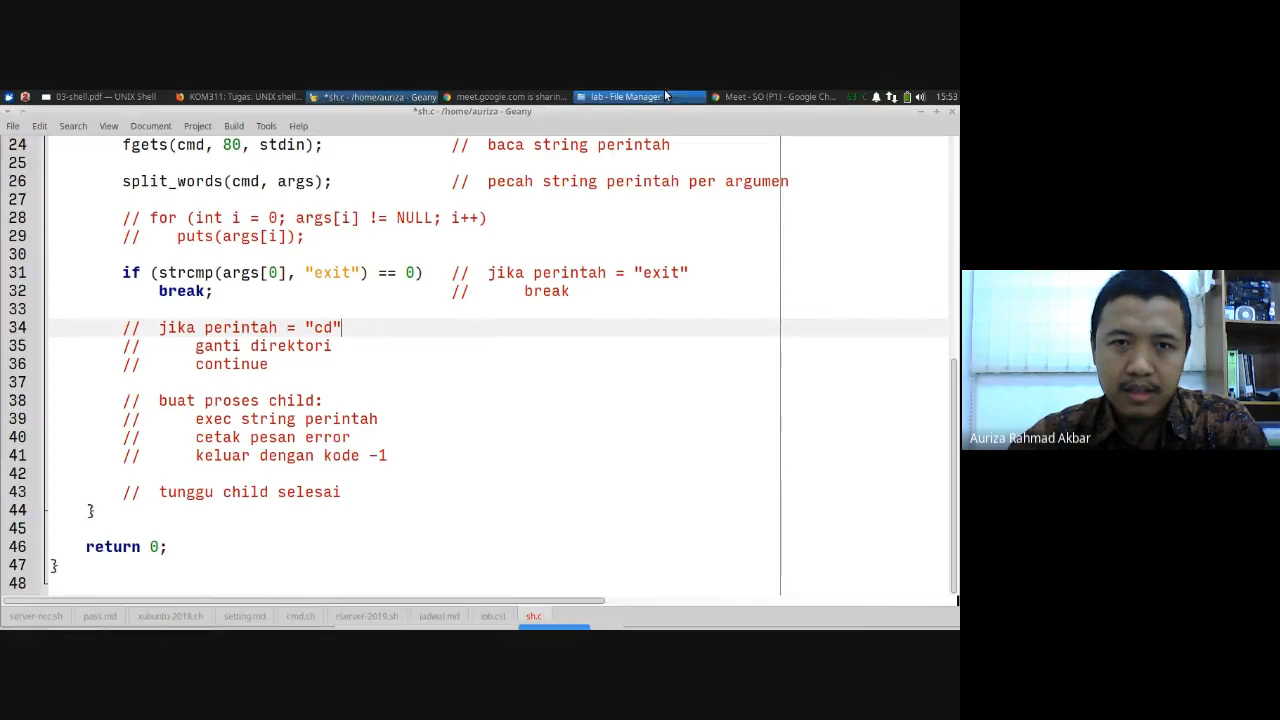 03-shell.pdf — UNIX Shell
KOM311: Tugas: UNIX shell...
*sh.c - /home/auriza - Geany
meet.google.com is sharin...
lab - File Manager
Meet - SO (P1) - Google Ch...
63
15:53
*sh.c - /home/auriza - Geany
File Edit Search View Document Project Build Tools Help
24 fgets(cmd, 80, stdin); // baca string perintah
25
26 split_words(cmd, args); // pecah string perintah per argumen
27
28 // for (int i = 0; args[i] != NULL; i++)
29 // puts(args[i]);
30
31 if (strcmp(args[0], "exit") == 0) // jika perintah = "exit"
32 break; // break
33
34 // jika perintah = "cd"
35 // ganti direktori
36 // continue
37
38 // buat proses child:
39 // exec string perintah
40 // cetak pesan error
41 // keluar dengan kode -1
42
43 // tunggu child selesai
44 }
45
46 return 0;
47 }
48
server-ncc.sh pass.md xubuntu-2018.sh setting.md cmd.sh rserver-2019.sh jadwal.md sh.c
Auriza Rahmad Akbar